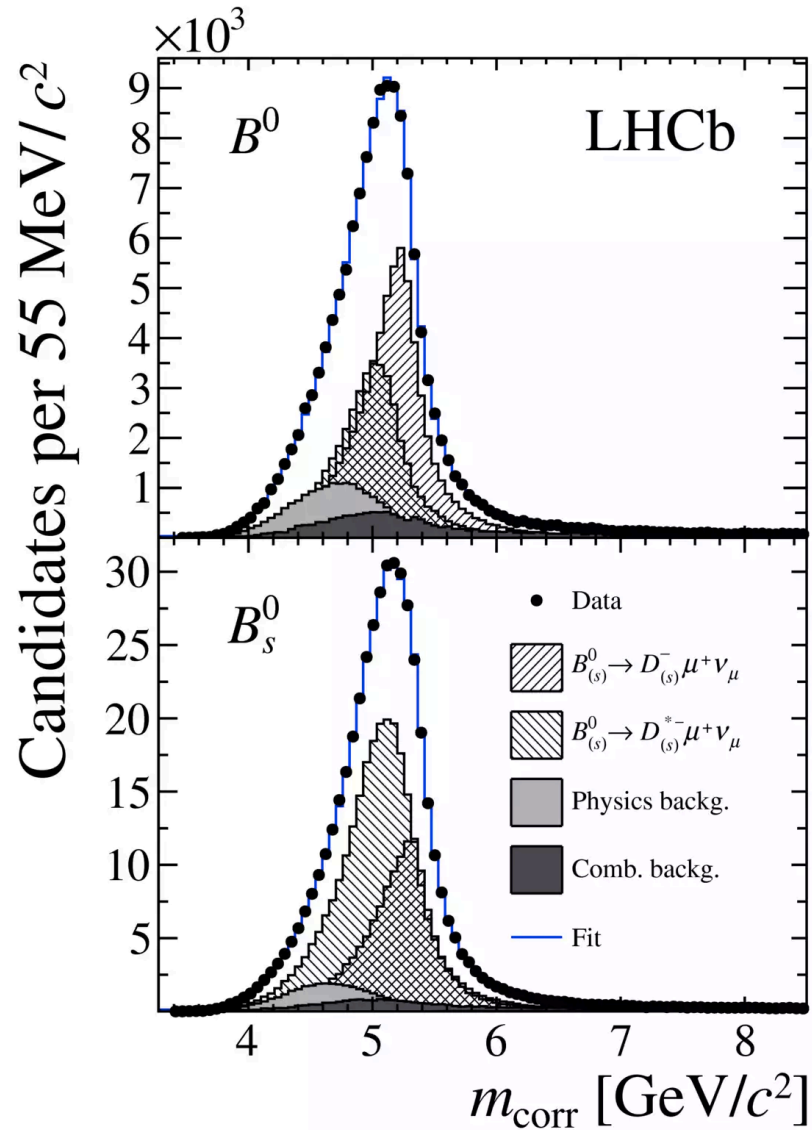 ×10³
Candidates per 55 MeV/c²
9
8
7
6
5
4
3
2
1
B⁰
LHCb
30
25
20
15
10
5
B⁰ₛ
Data
B⁰₍ₛ₎ → D⁻₍ₛ₎ μ⁺ν_μ
B⁰₍ₛ₎ → D*⁻₍ₛ₎ μ⁺ν_μ
Physics backg.
Comb. backg.
Fit
4 5 6 7 8
m_corr [GeV/c²]